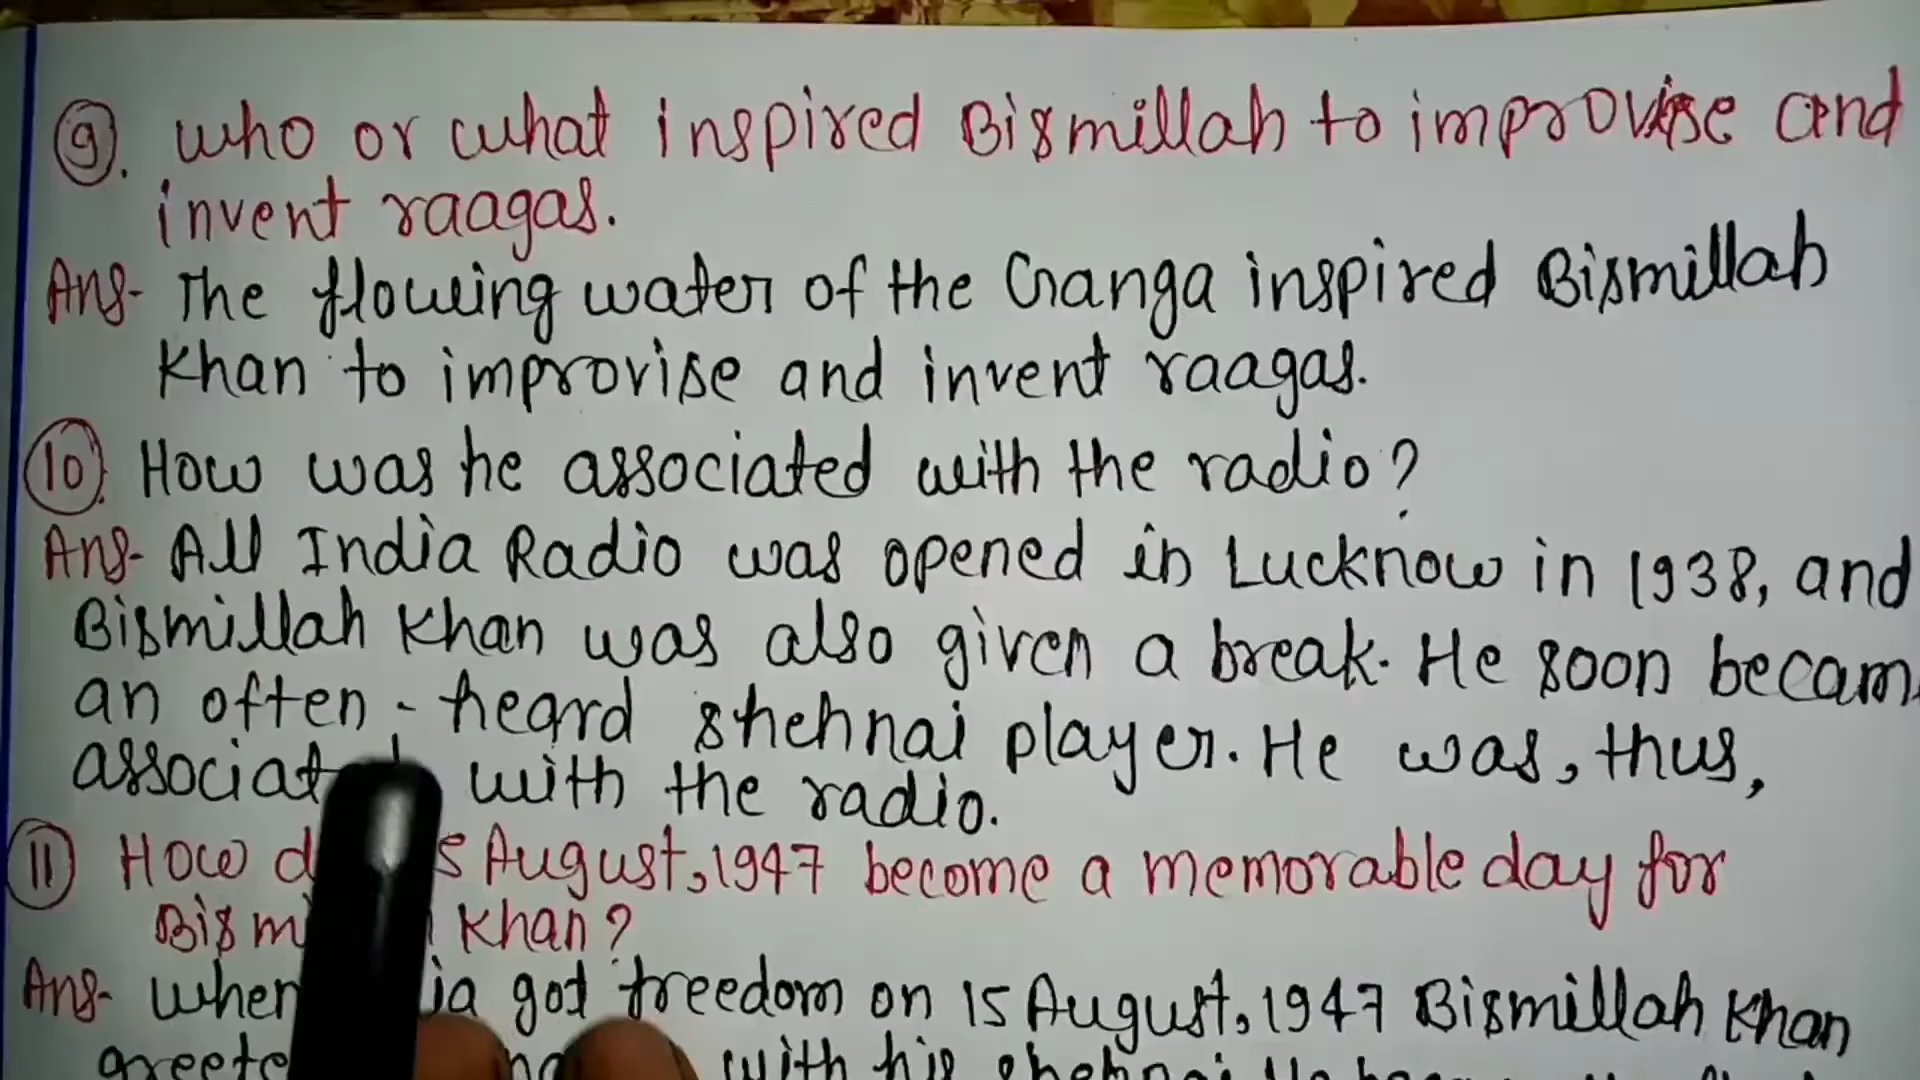 9. who or what inspired Bismillah to improvise and
invent raagas.
Ans- The flowing water of the Ganga inspired Bismillah
Khan to improvise and invent raagas.
10. How was he associated with the radio?
Ans- All India Radio was opened in Lucknow in 1938, and
Bismillah Khan was also given a break. He soon becam
an often-heard shehnai player. He was, thus,
with the radio.
11 How August, 1947 become a memorable day for
Khan?
Ans- got freedom on 15 August, 1947 Bismillah Khan
with his shehnai